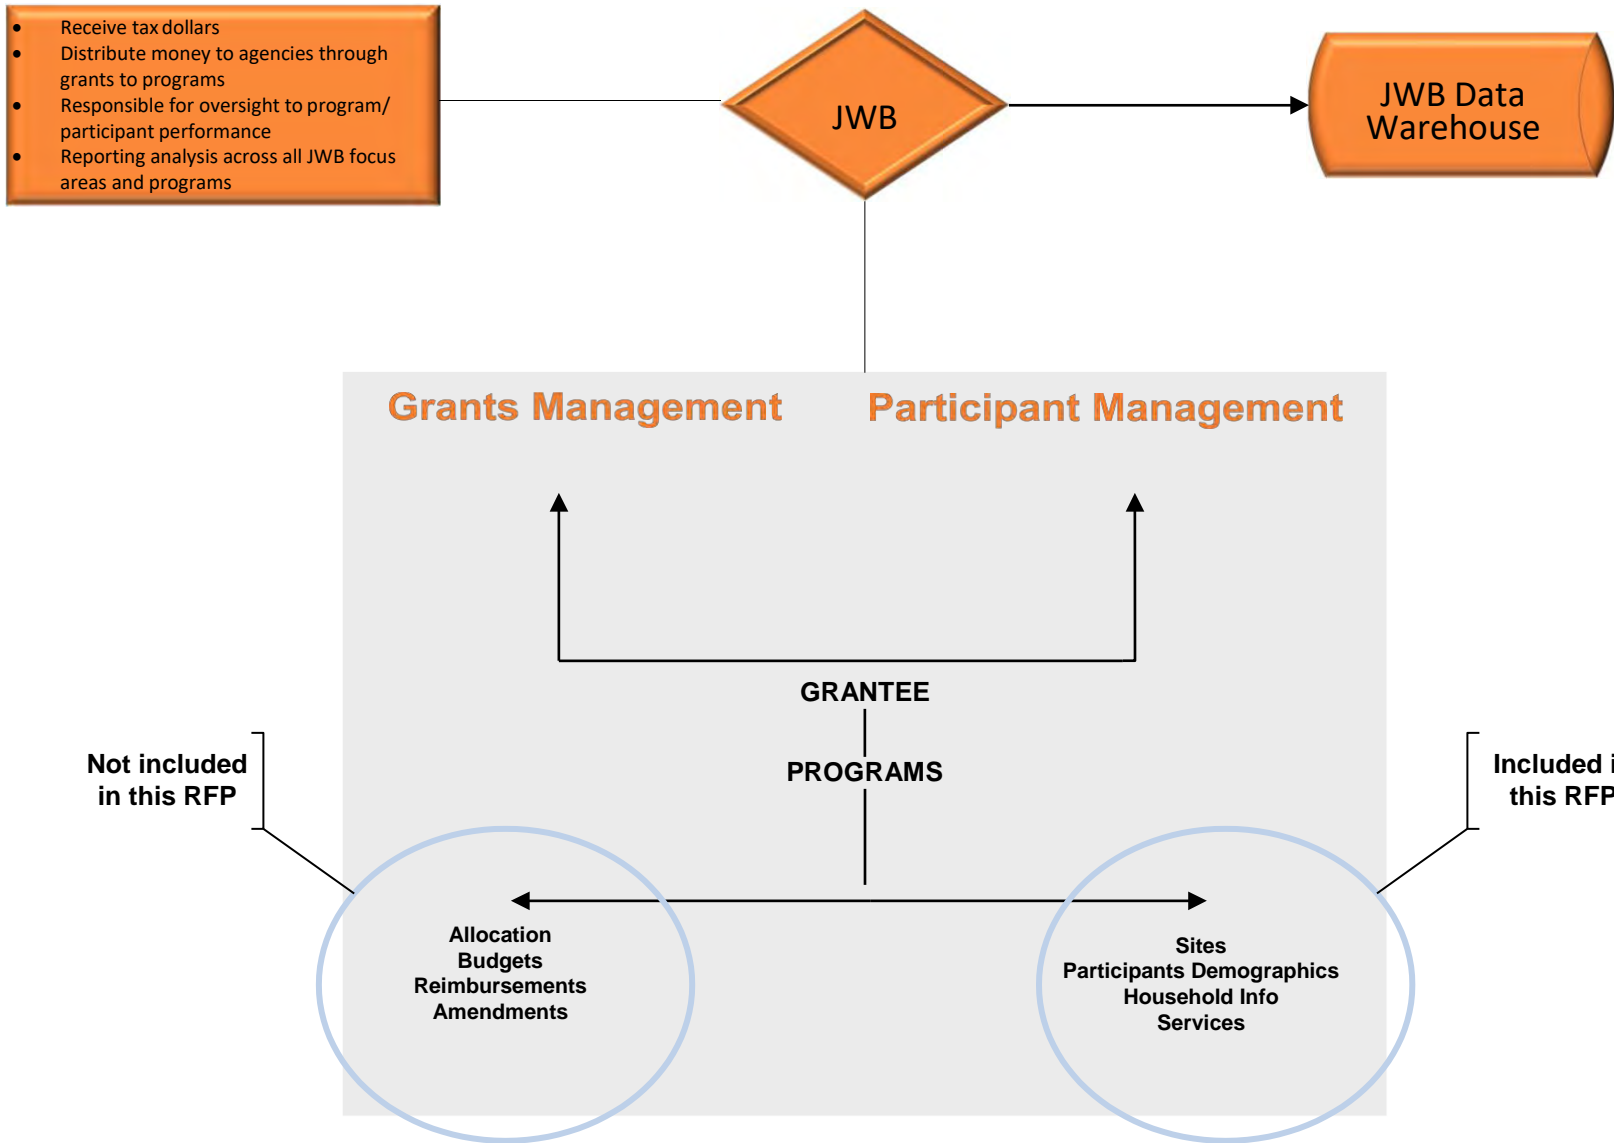 • Receive tax dollars
• Distribute money to agencies through
grants to programs
• Responsible for oversight to program/
participant performance
• Reporting analysis across all JWB focus
areas and programs
JWB
JWB Data
Warehouse
Grants Management
Participant Management
GRANTEE
PROGRAMS
Not included
in this RFP
Included i
this RFP
Allocation
Budgets
Reimbursements
Amendments
Sites
Participants Demographics
Household Info
Services